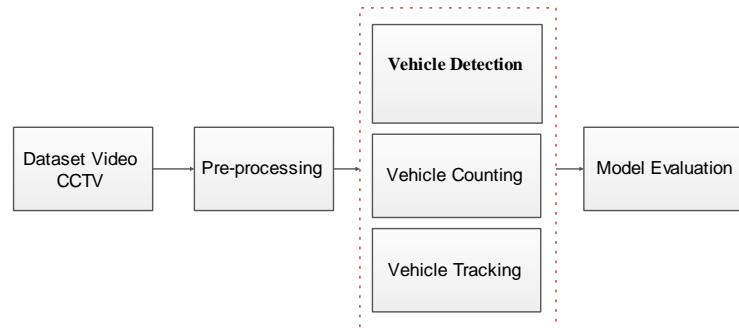 Dataset Video
CCTV
Pre-processing
Vehicle Detection
Vehicle Counting
Vehicle Tracking
Model Evaluation